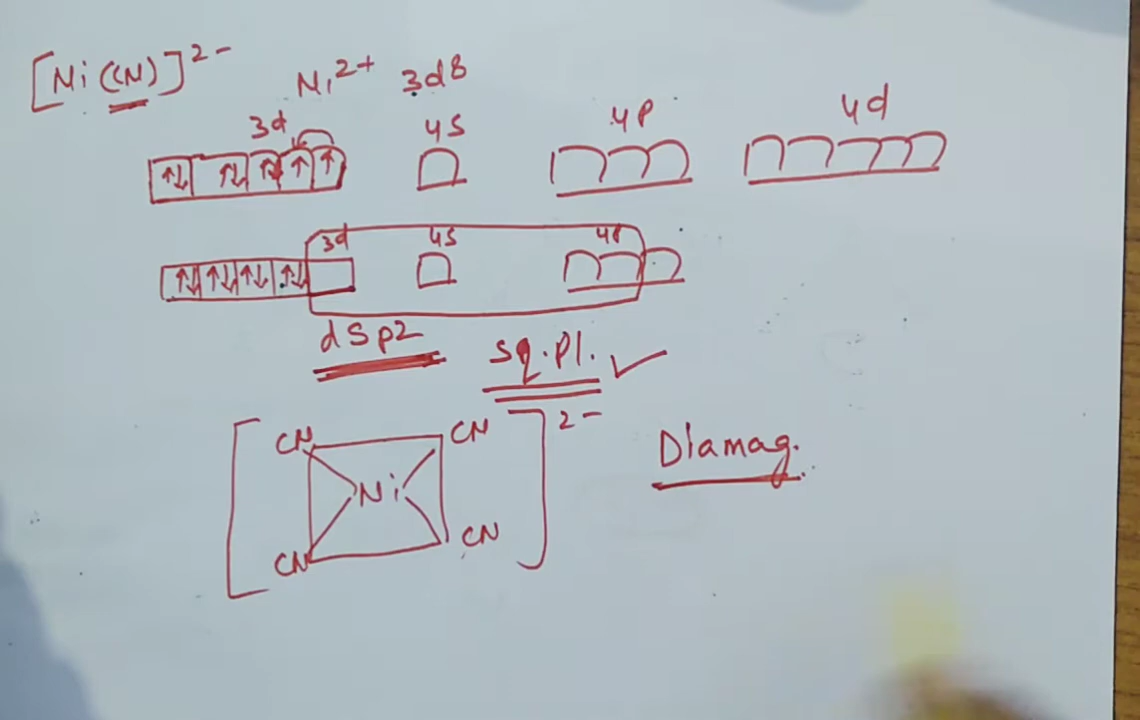 [Ni(CN)]2-
Ni2+ 3d8
3d 4s 4p 4d
↑↓ ↑↓ ↑↓ ↑ ↑
3d 4s 4p
↑↓ ↑↓ ↑↓ ↑↓
dsp2 sq.pl. ✓
[CN CN]2-
Ni Diamag.
CN CN